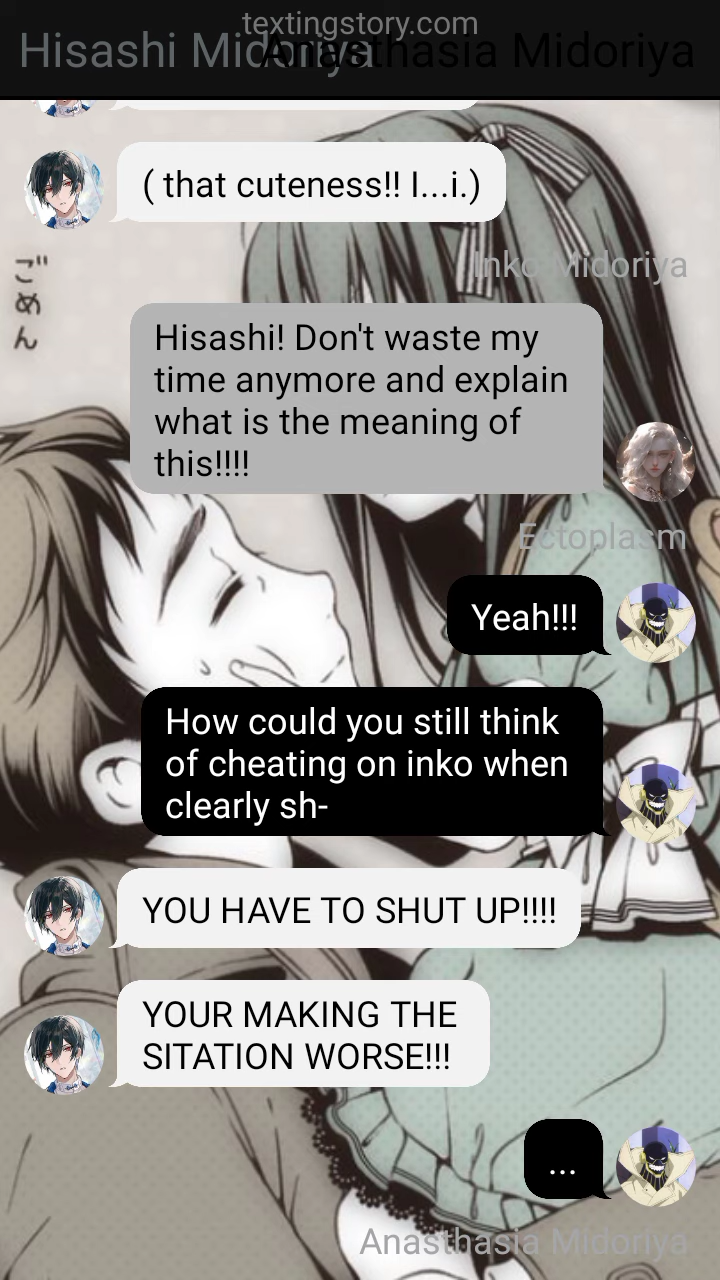 textingstory.com
Hisashi Midoriya Anasthasia Midoriya
( that cuteness!! I...i.)
ごめん
Inko Midoriya
Hisashi! Don't waste my
time anymore and explain
what is the meaning of
this!!!!
Ectoplasm
Yeah!!!
How could you still think
of cheating on inko when
clearly sh-
YOU HAVE TO SHUT UP!!!!
YOUR MAKING THE
SITATION WORSE!!!
...
Anasthasia Midoriya